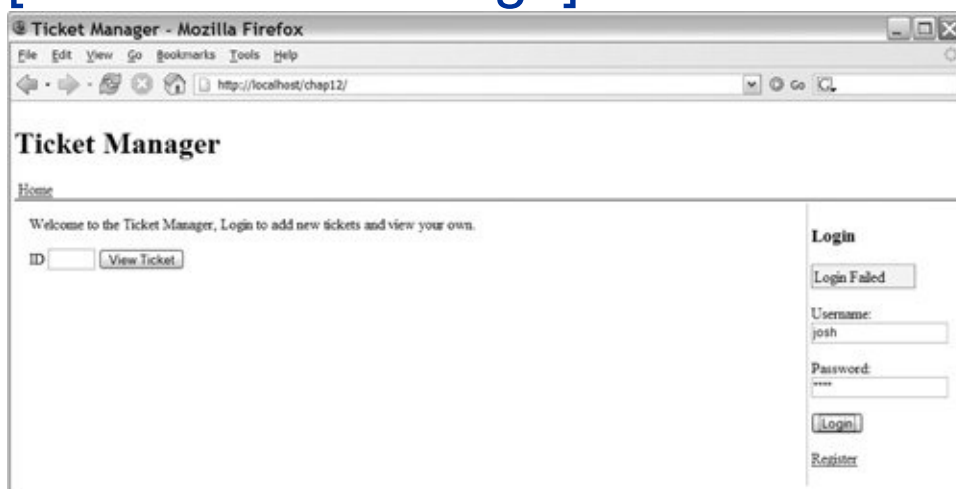 Ticket Manager - Mozilla Firefox
File Edit View Go Bookmarks Tools Help
http://localhost/chap12/
Go
Ticket Manager
Home
Welcome to the Ticket Manager, Login to add new tickets and view your own.
ID View Ticket
Login
Login Failed
Username:
josh
Password:
****
Login
Register